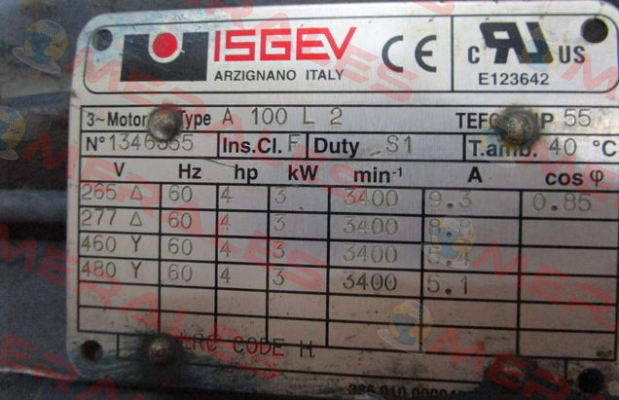 ISGEV
ARZIGNANO ITALY
CE
c RU US
E123642
3~Motor Type A 100 L 2 TEFC IP 55
Ins.Cl. F Duty S1 T.amb. 40 °C
V Hz hp kW min⁻¹ A cos φ
265 Δ 60 4 3 3400 9.3 0.85
277 Δ 60 4 3 3400
460 Y 60 4 3 3400
480 Y 60 4 3 3400 5.1
CODE H
MERALES